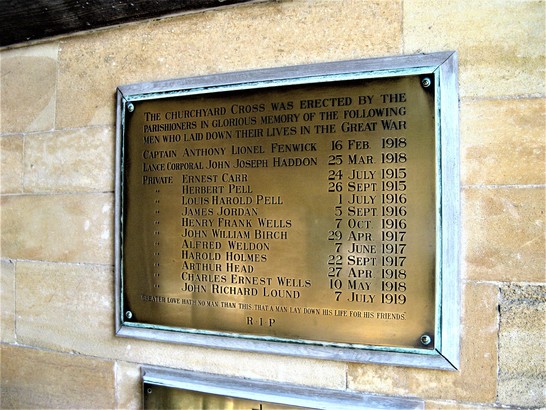 THE CHURCHYARD CROSS WAS ERECTED BY THE
PARISHIONERS IN GLORIOUS MEMORY OF THE FOLLOWING
MEN WHO LAID DOWN THEIR LIVES IN THE GREAT WAR
CAPTAIN ANTHONY LIONEL FENWICK 16 FEB 1918
LANCE CORPORAL JOHN JOSEPH HADDON 25 MAR 1918
PRIVATE ERNEST CARR 24 JULY 1915
" HERBERT PELL 26 SEPT 1915
" LOUIS HAROLD PELL 1 JULY 1916
" JAMES JORDAN 5 SEPT 1916
" HENRY FRANK WELLS 7 OCT 1916
" JOHN WILLIAM BIRCH 29 APR 1917
" ALFRED WELDON 7 JUNE 1917
" HAROLD HOLMES 22 SEPT 1917
" ARTHUR HEAD 27 APR 1918
" CHARLES ERNEST WELLS 10 MAY 1918
" JOHN RICHARD LOUND 7 JULY 1919
GREATER LOVE HATH NO MAN THAN THIS THAT A MAN LAY DOWN HIS LIFE FOR HIS FRIENDS
R I P